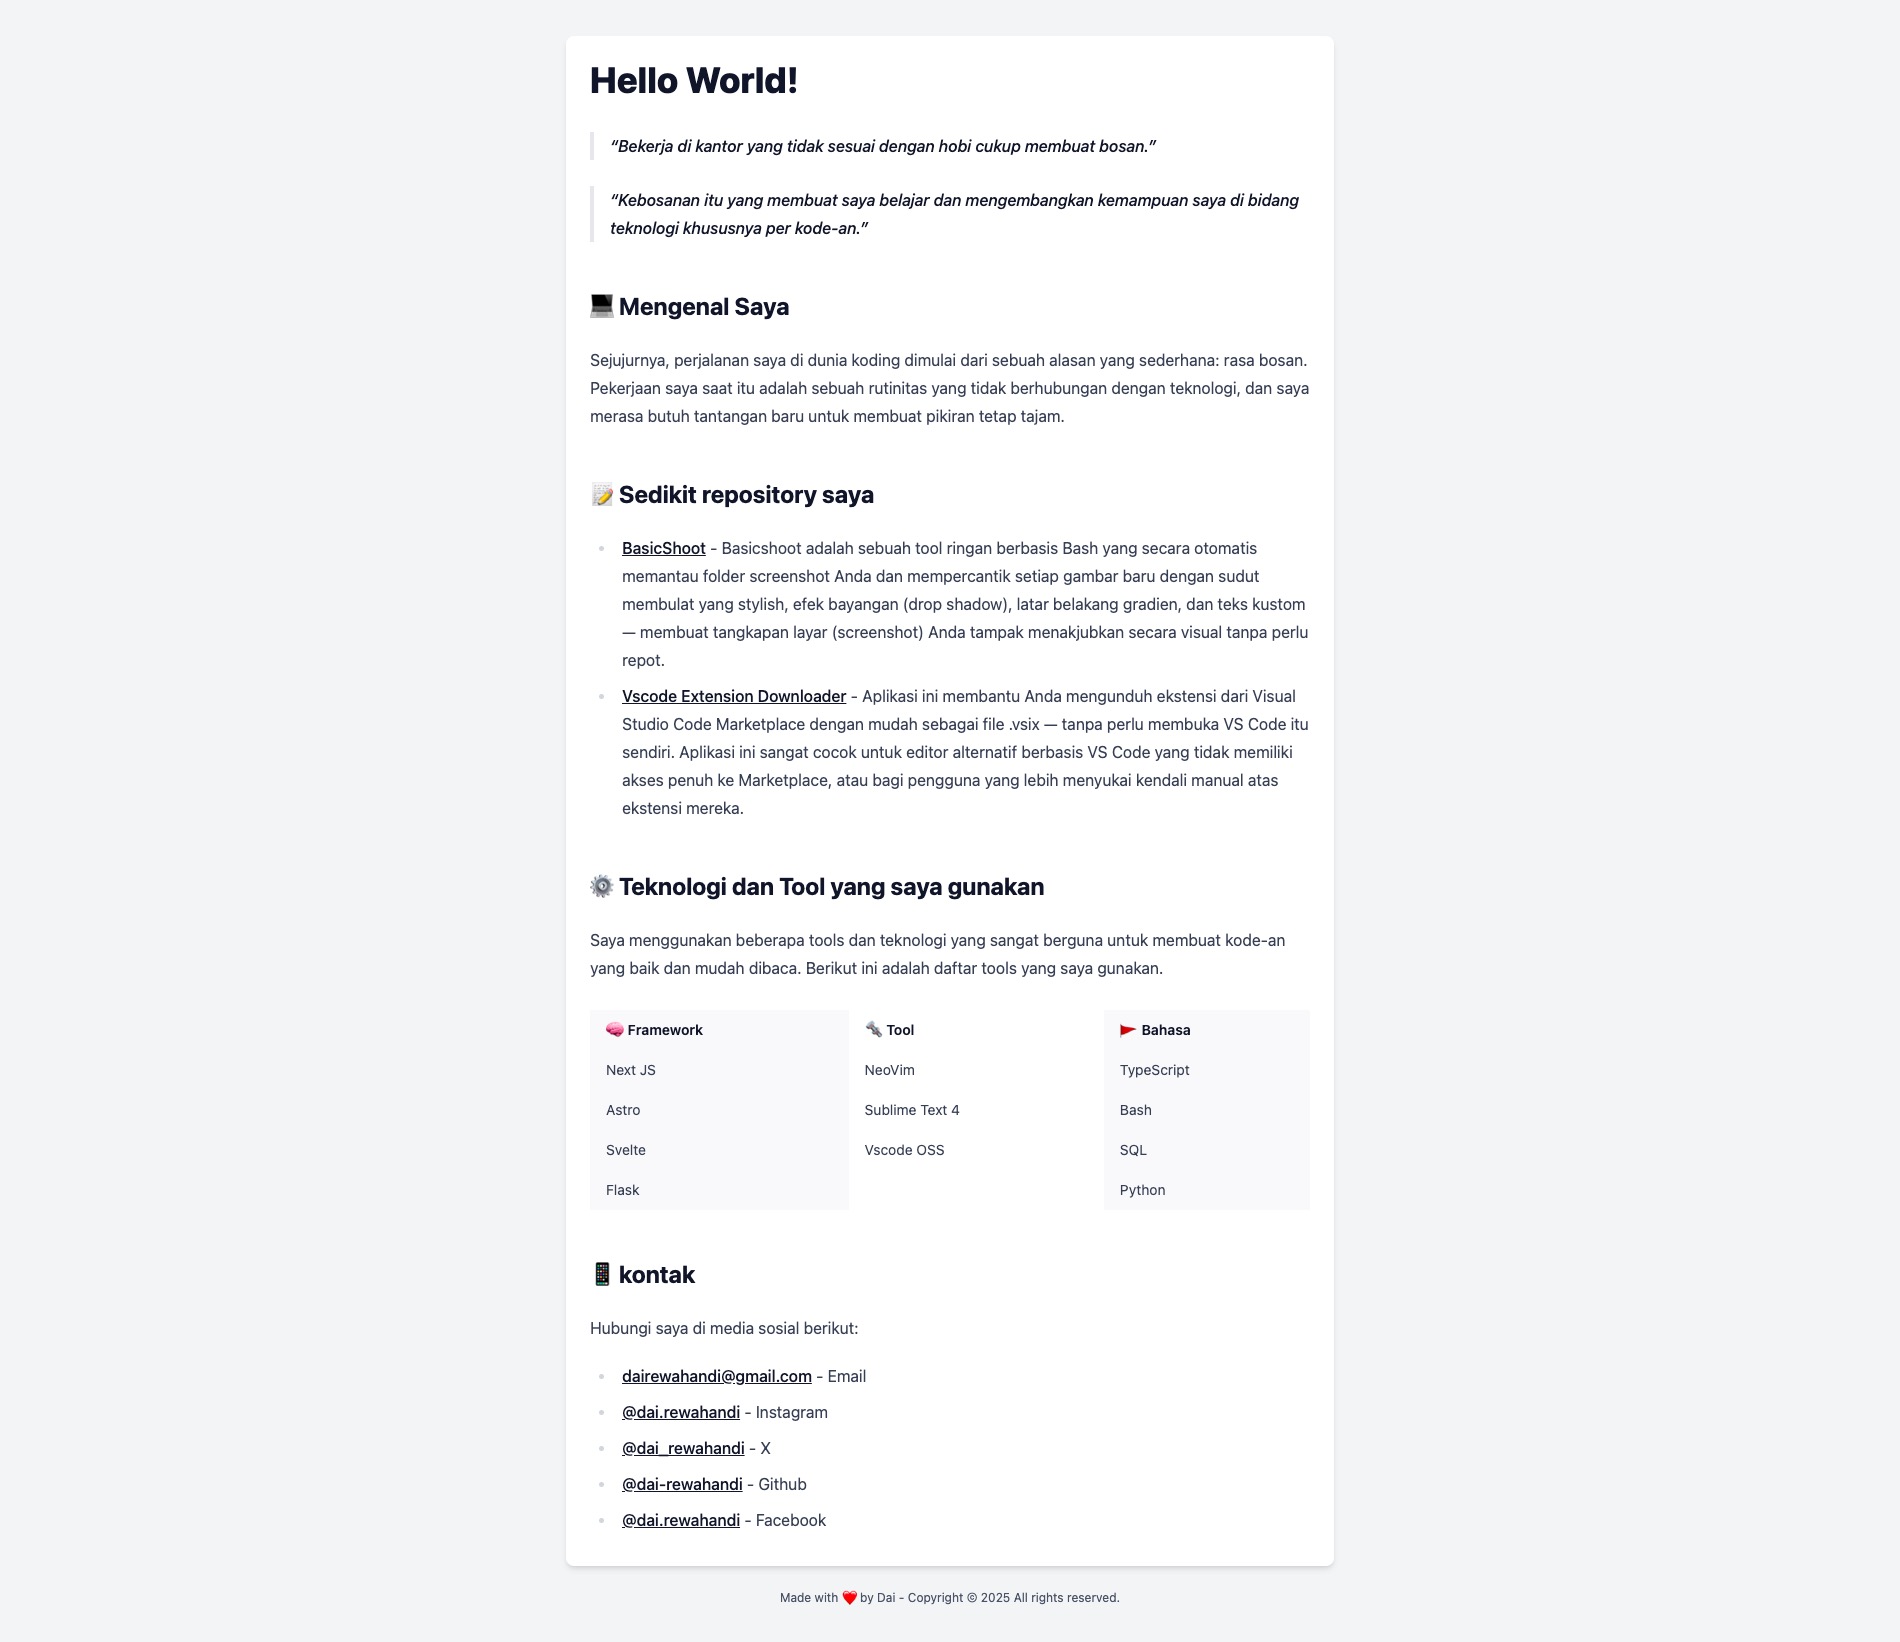 Hello World!
“Bekerja di kantor yang tidak sesuai dengan hobi cukup membuat bosan.”
“Kebosanan itu yang membuat saya belajar dan mengembangkan kemampuan saya di bidang
teknologi khususnya per kode-an.”
💻 Mengenal Saya
Sejujurnya, perjalanan saya di dunia koding dimulai dari sebuah alasan yang sederhana: rasa bosan.
Pekerjaan saya saat itu adalah sebuah rutinitas yang tidak berhubungan dengan teknologi, dan saya
merasa butuh tantangan baru untuk membuat pikiran tetap tajam.
📝 Sedikit repository saya
BasicShoot - Basicshoot adalah sebuah tool ringan berbasis Bash yang secara otomatis
memantau folder screenshot Anda dan mempercantik setiap gambar baru dengan sudut
membulat yang stylish, efek bayangan (drop shadow), latar belakang gradien, dan teks kustom
— membuat tangkapan layar (screenshot) Anda tampak menakjubkan secara visual tanpa perlu
repot.
Vscode Extension Downloader - Aplikasi ini membantu Anda mengunduh ekstensi dari Visual
Studio Code Marketplace dengan mudah sebagai file .vsix — tanpa perlu membuka VS Code itu
sendiri. Aplikasi ini sangat cocok untuk editor alternatif berbasis VS Code yang tidak memiliki
akses penuh ke Marketplace, atau bagi pengguna yang lebih menyukai kendali manual atas
ekstensi mereka.
⚙️ Teknologi dan Tool yang saya gunakan
Saya menggunakan beberapa tools dan teknologi yang sangat berguna untuk membuat kode-an
yang baik dan mudah dibaca. Berikut ini adalah daftar tools yang saya gunakan.
🧠 Framework 🔩 Tool 🚩 Bahasa
Next JS NeoVim TypeScript
Astro Sublime Text 4 Bash
Svelte Vscode OSS SQL
Flask Python
📱 kontak
Hubungi saya di media sosial berikut:
dairewahandi@gmail.com - Email
@dai.rewahandi - Instagram
@dai_rewahandi - X
@dai-rewahandi - Github
@dai.rewahandi - Facebook
Made with ❤️ by Dai - Copyright © 2025 All rights reserved.